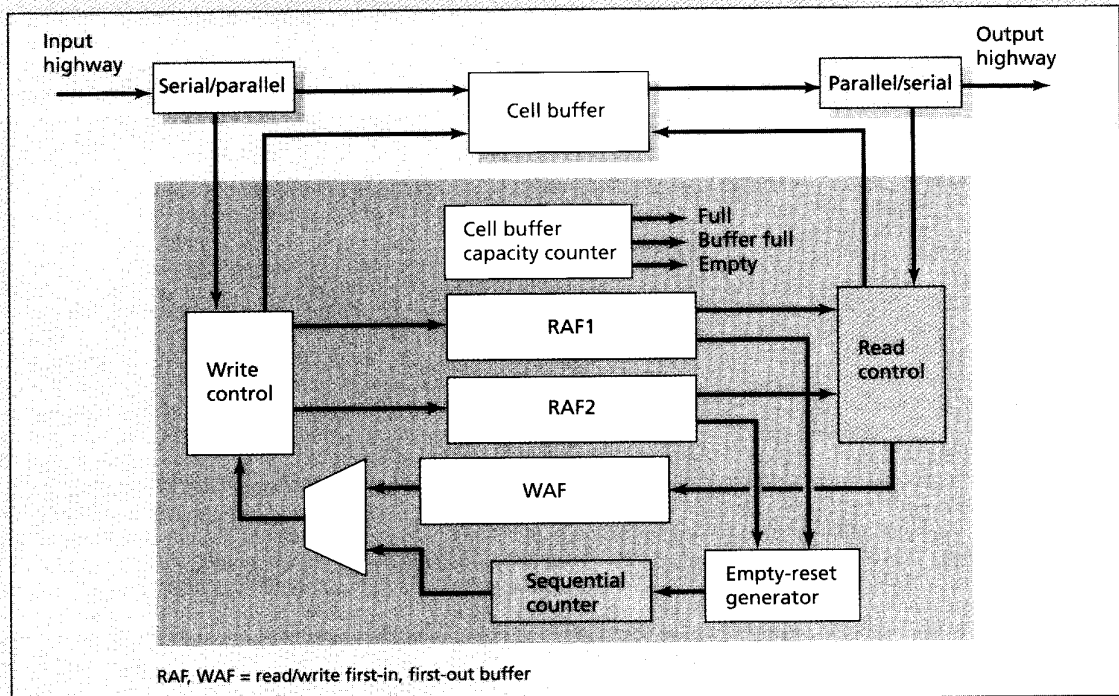 Input
highway
Output
highway
Serial/parallel
Cell buffer
Parallel/serial
Cell buffer
capacity counter
Full
Buffer full
Empty
RAF1
Write
control
Read
control
RAF2
WAF
Sequential
counter
Empty-reset
generator
RAF, WAF = read/write first-in, first-out buffer